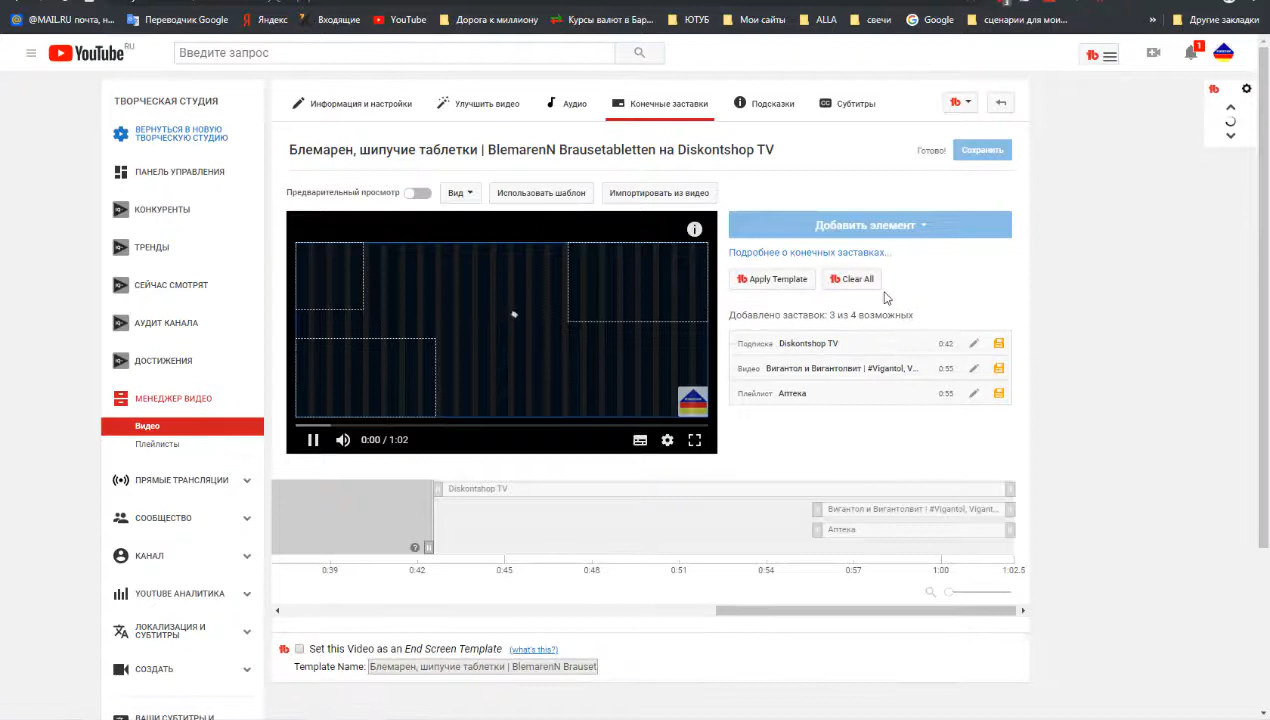 @MAIL.RU почта, н...
Переводчик Google
Яндекс
Входящие
YouTube
Дорога к миллиону
Курсы валют в Бар...
ЮТУБ
Мои сайты
ALLA
свечи
Google
сценарии для мои...
»
Другие закладки
YouTube RU
Введите запрос
1
ТВОРЧЕСКАЯ СТУДИЯ
ВЕРНУТЬСЯ В НОВУЮ
ТВОРЧЕСКУЮ СТУДИЮ
ПАНЕЛЬ УПРАВЛЕНИЯ
КОНКУРЕНТЫ
ТРЕНДЫ
СЕЙЧАС СМОТРЯТ
АУДИТ КАНАЛА
ДОСТИЖЕНИЯ
МЕНЕДЖЕР ВИДЕО
Видео
Плейлисты
ПРЯМЫЕ ТРАНСЛЯЦИИ
СООБЩЕСТВО
КАНАЛ
YOUTUBE АНАЛИТИКА
ЛОКАЛИЗАЦИЯ И
СУБТИТРЫ
СОЗДАТЬ
ВАШИ СУБТИТРЫ И
Информация и настройки
Улучшить видео
Аудио
Конечные заставки
Подсказки
CC Субтитры
Блемарен, шипучие таблетки | BlemarenN Brausetabletten на Diskontshop TV
Готово!
Сохранить
Предварительный просмотр
Вид
Использовать шаблон
Импортировать из видео
0:00 / 1:02
Добавить элемент
Подробнее о конечных заставках...
Apply Template
Clear All
Добавлено заставок: 3 из 4 возможных
Подписка Diskontshop TV 0:42
Видео Вигантол и Вигантолвит | #Vigantol, V... 0:55
Плейлист Аптека 0:55
Diskontshop TV
Вигантол и Вигантолвит | #Vigantol, Vigant...
Аптека
0:39 0:42 0:45 0:48 0:51 0:54 0:57 1:00 1:02.5
Set this Video as an End Screen Template (what's this?)
Template Name: Блемарен, шипучие таблетки | BlemarenN Brauset